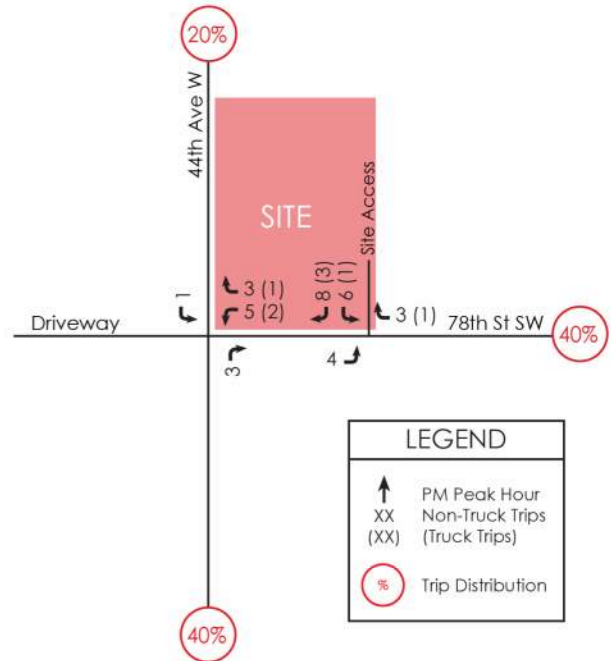 20%
44th Ave W
SITE
Site Access
1
3 (1)
5 (2)
8 (3)
6 (1)
3 (1)
Driveway
78th St SW
40%
3
4
LEGEND
PM Peak Hour
XX Non-Truck Trips
(XX) (Truck Trips)
% Trip Distribution
40%